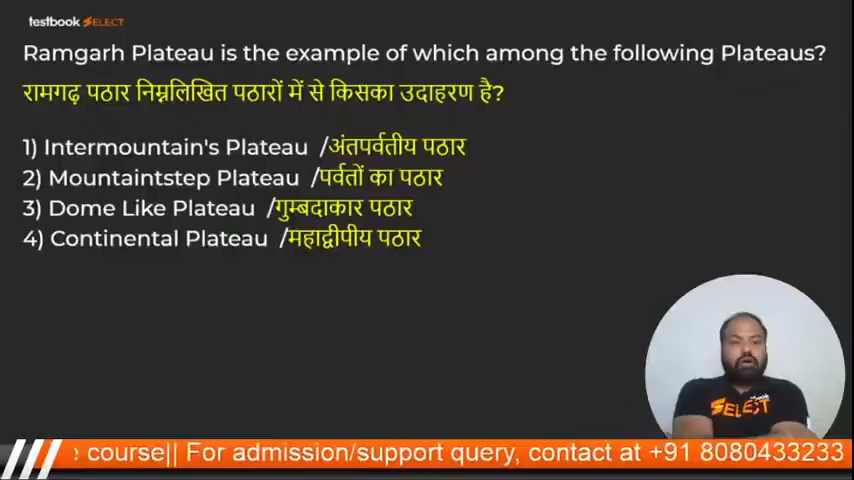 testbook SELECT
Ramgarh Plateau is the example of which among the following Plateaus?
रामगढ़ पठार निम्नलिखित पठारों में से किसका उदाहरण है?
1) Intermountain's Plateau /अंतपर्वतीय पठार
2) Mountainstep Plateau /पर्वतों का पठार
3) Dome Like Plateau /गुम्बदाकार पठार
4) Continental Plateau /महाद्वीपीय पठार
testbook
SELECT
course|| For admission/support query, contact at +91 8080433233